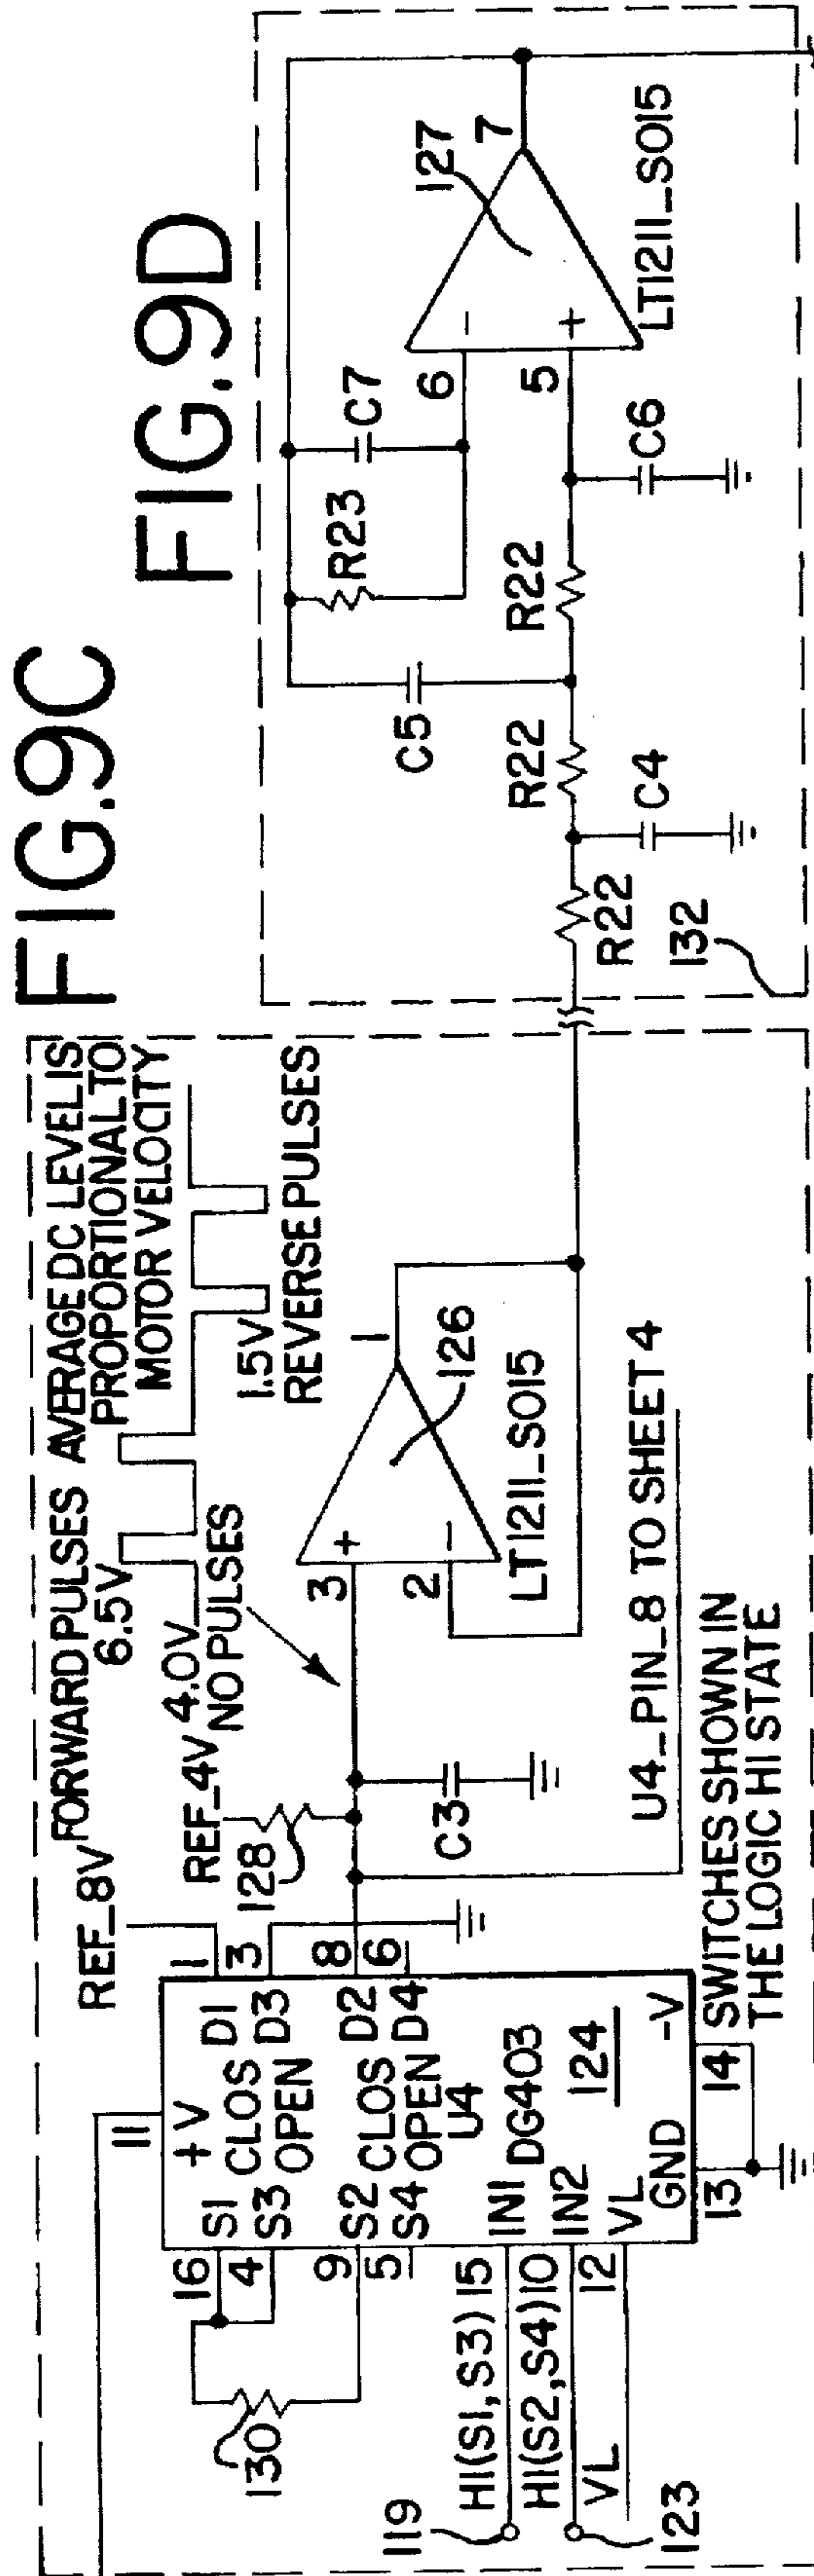 FIG.9C
FIG.9D
REF_8V
FORWARD PULSES
6.5V
AVERAGE DC LEVEL IS
PROPORTIONAL TO
MOTOR VELOCITY
REF_4V
4.0V
NO PULSES
1.5V
REVERSE PULSES
128
C3
3
2
+
-
1
126
LT1211_SO15
U4_PIN_8 TO SHEET 4
11
+V
16
S1
CLOS
D1
1
4
S3
OPEN
D3
3
9
S2
CLOS
D2
8
5
S4
OPEN
D4
6
U4
DG403
124
HI(S1,S3)
15
IN1
HI(S2,S4)
10
IN2
VL
12
VL
GND
-V
13
14
SWITCHES SHOWN IN
THE LOGIC HI STATE
130
119
123
R22
C4
R22
C5
R22
C6
R23
C7
6
5
-
+
7
127
LT1211_SO15
132